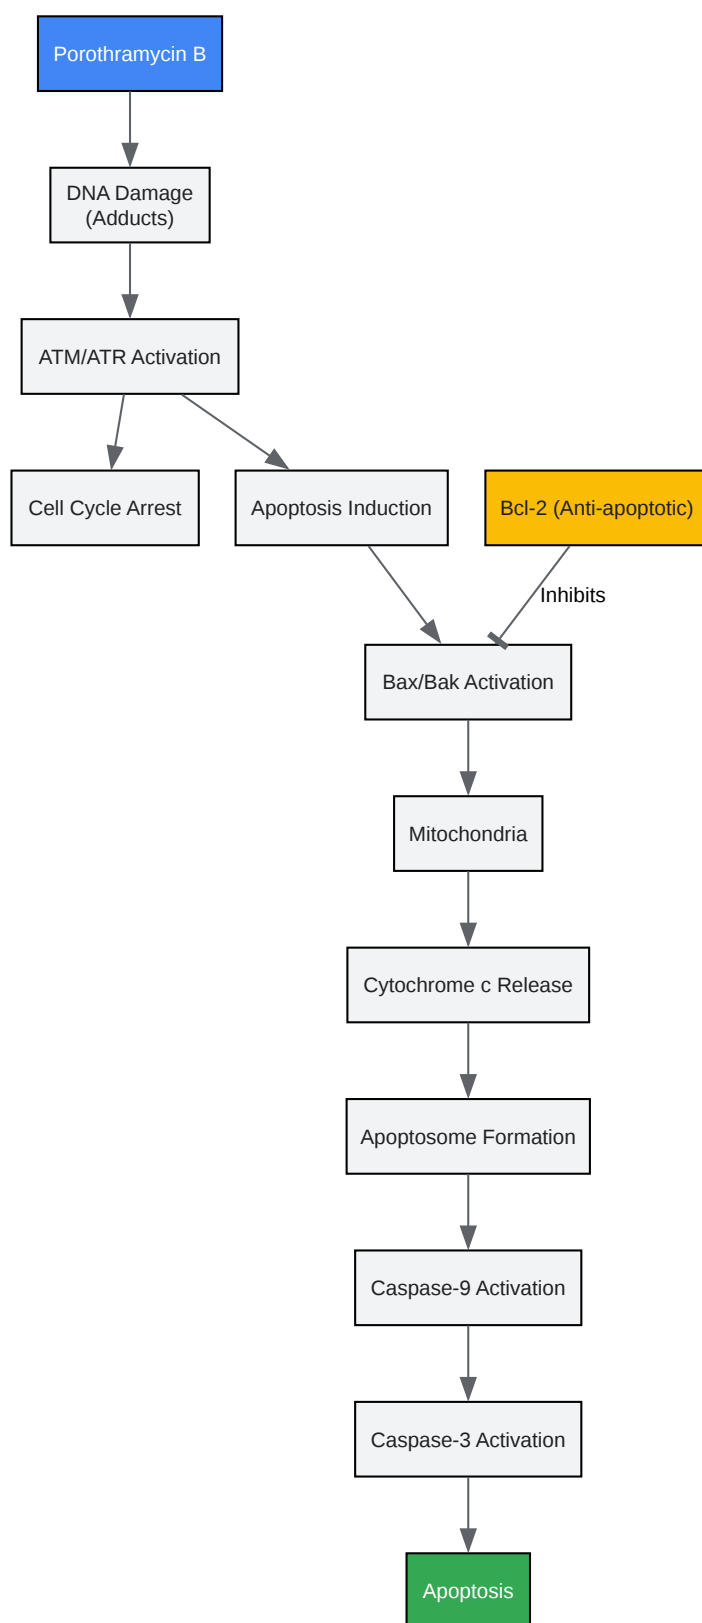 Porothramycin B
DNA Damage
(Adducts)
ATM/ATR Activation
Cell Cycle Arrest
Apoptosis Induction
Bcl-2 (Anti-apoptotic)
Inhibits
Bax/Bak Activation
Mitochondria
Cytochrome c Release
Apoptosome Formation
Caspase-9 Activation
Caspase-3 Activation
Apoptosis